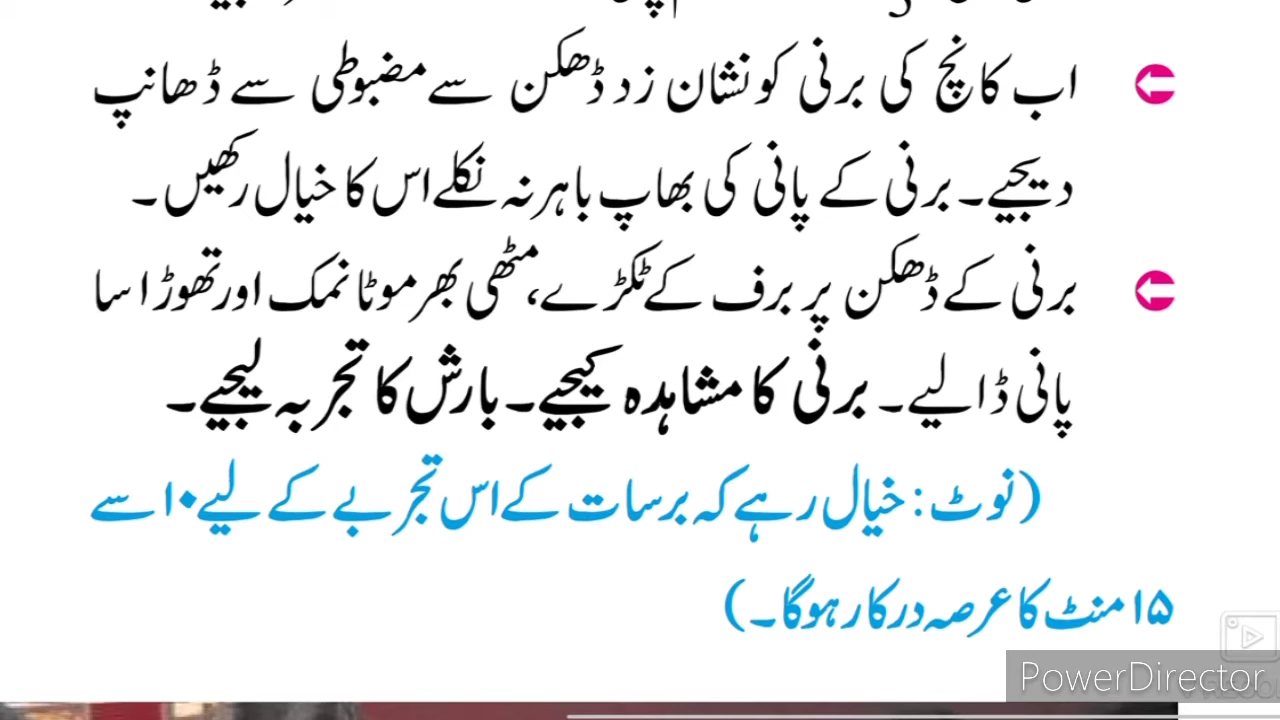 اب کانچ کی برنی کو نشان زد ڈھکن سے مضبوطی سے ڈھانپ
دیجیے۔ برنی کے پانی کی بھاپ باہر نہ نکلے اس کا خیال رکھیں۔
برنی کے ڈھکن پر برف کے ٹکڑے، مٹھی بھر موٹا نمک اور تھوڑا سا
پانی ڈالیے۔ برنی کا مشاہدہ کیجیے۔ بارش کا تجربہ لیجیے۔
(نوٹ: خیال رہے کہ برسات کے اس تجربے کے لیے ۱۰ سے
۱۵ منٹ کا عرصہ درکار ہوگا۔)
PowerDirector